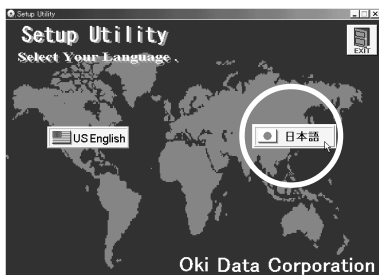 Setup Utility
Setup Utility
EXIT
Select Your Language .
US English
日本語
Oki Data Corporation